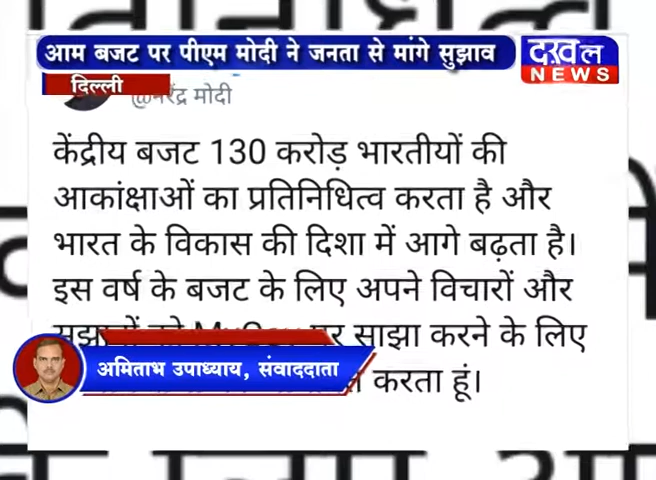 आम बजट पर पीएम मोदी ने जनता से मांगे सुझाव
दख़ल
NEWS
दिल्ली
@नरेंद्र मोदी
केंद्रीय बजट 130 करोड़ भारतीयों की
आकांक्षाओं का प्रतिनिधित्व करता है और
भारत के विकास की दिशा में आगे बढ़ता है।
इस वर्ष के बजट के लिए अपने विचारों और
साझा करने के लिए
करता हूं।
अमिताभ उपाध्याय, संवाददाता